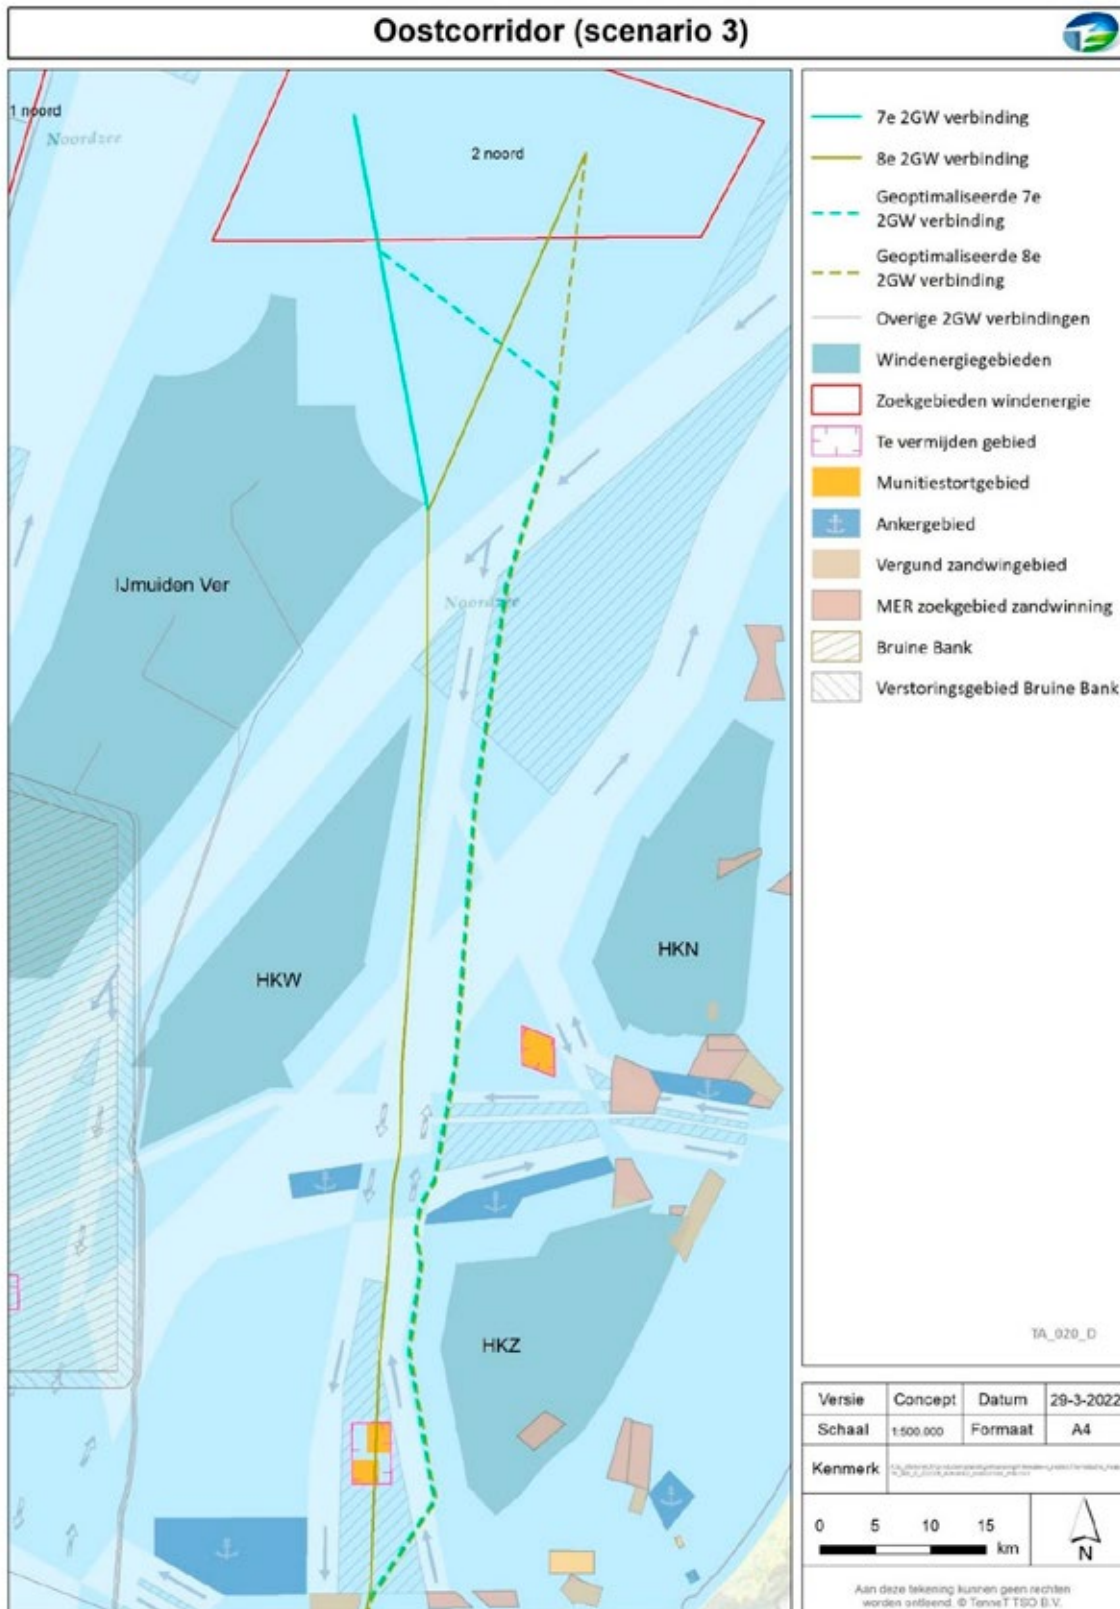 Oostcorridor (scenario 3)
1 noord
Noordzee
2 noord
IJmuiden Ver
Noordzee
HKW
HKN
HKZ
7e 2GW verbinding
8e 2GW verbinding
Geoptimaliseerde 7e
2GW verbinding
Geoptimaliseerde 8e
2GW verbinding
Overige 2GW verbindingen
Windenergiegebieden
Zoekgebieden windenergie
Te vermijden gebied
Munitiestortgebied
Ankergebied
Vergund zandwingebied
MER zoekgebied zandwinning
Bruine Bank
Verstoringsgebied Bruine Bank
TA_020_D
Versie Concept Datum 29-3-2022
Schaal 1:500.000 Formaat A4
Kenmerk
0 5 10 15
km
N
Aan deze tekening kunnen geen rechten
worden ontleend. © TenneT TSO B.V.